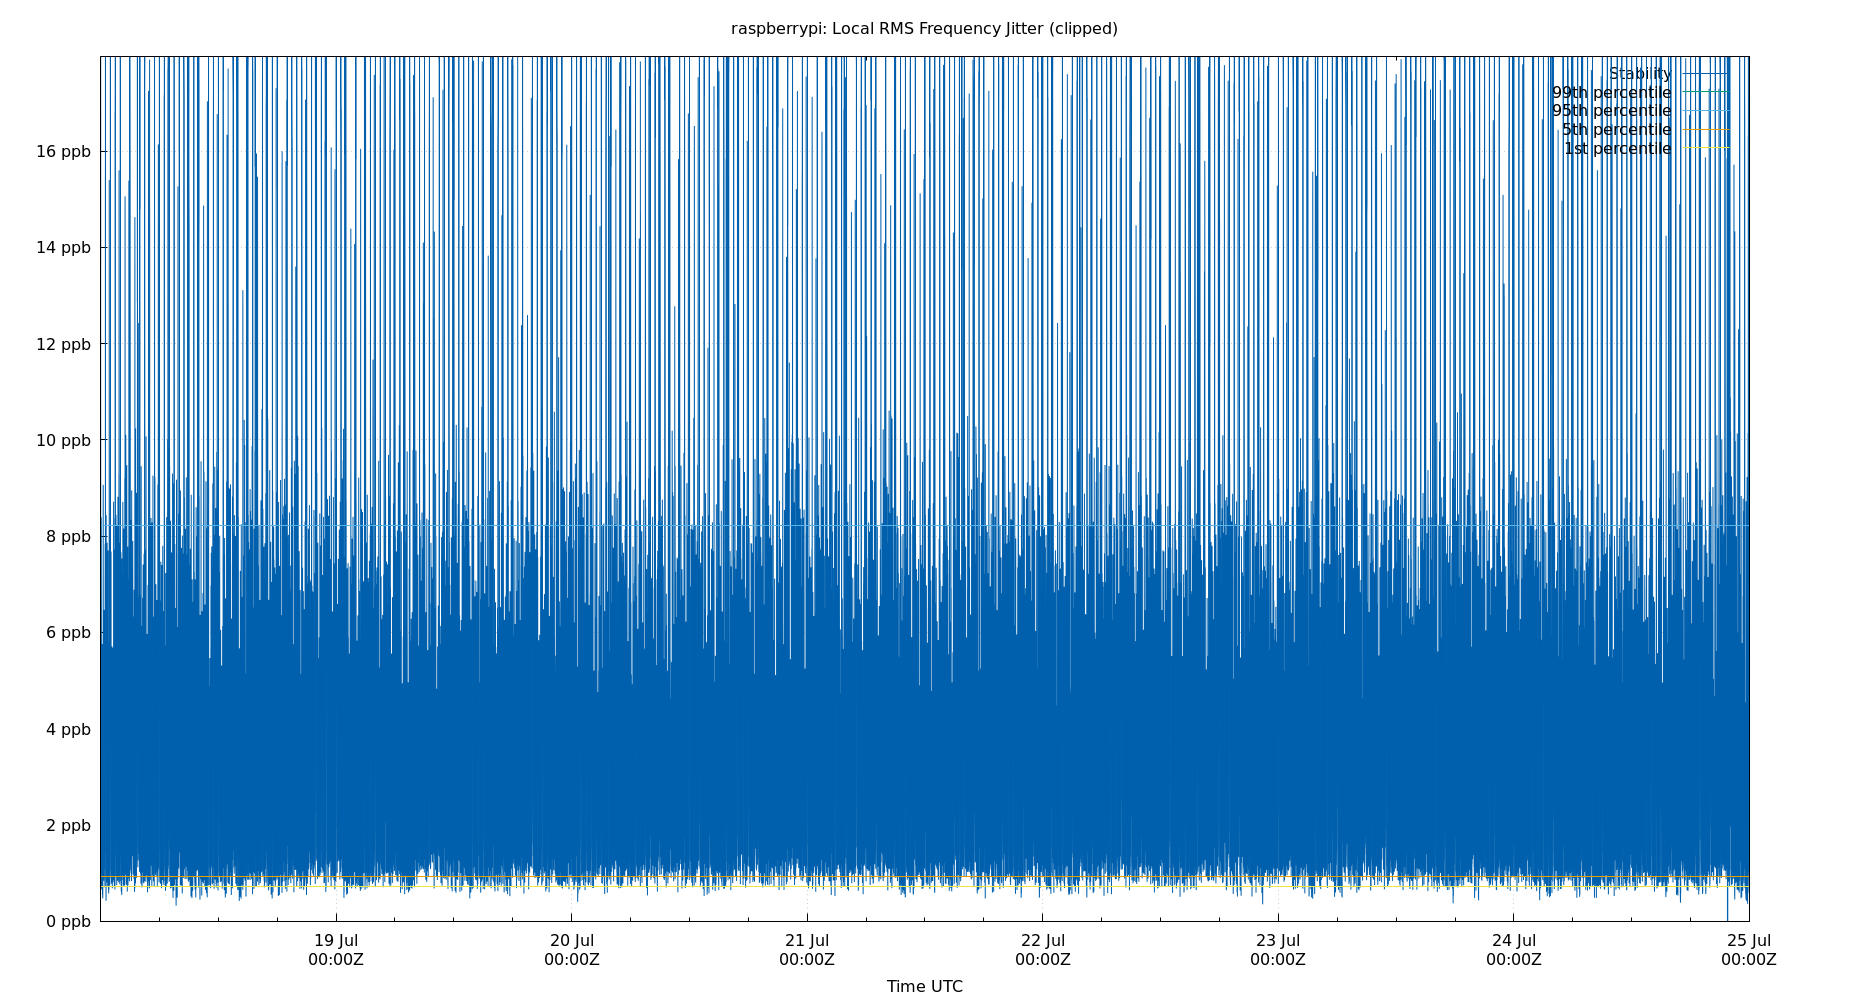 raspberrypi: Local RMS Frequency Jitter (clipped)
Stability
99th percentile
95th percentile
5th percentile
1st percentile
16 ppb
14 ppb
12 ppb
10 ppb
8 ppb
6 ppb
4 ppb
2 ppb
0 ppb
19 Jul 20 Jul 21 Jul 22 Jul 23 Jul 24 Jul 25 Jul
00:00Z 00:00Z 00:00Z 00:00Z 00:00Z 00:00Z 00:00Z
Time UTC